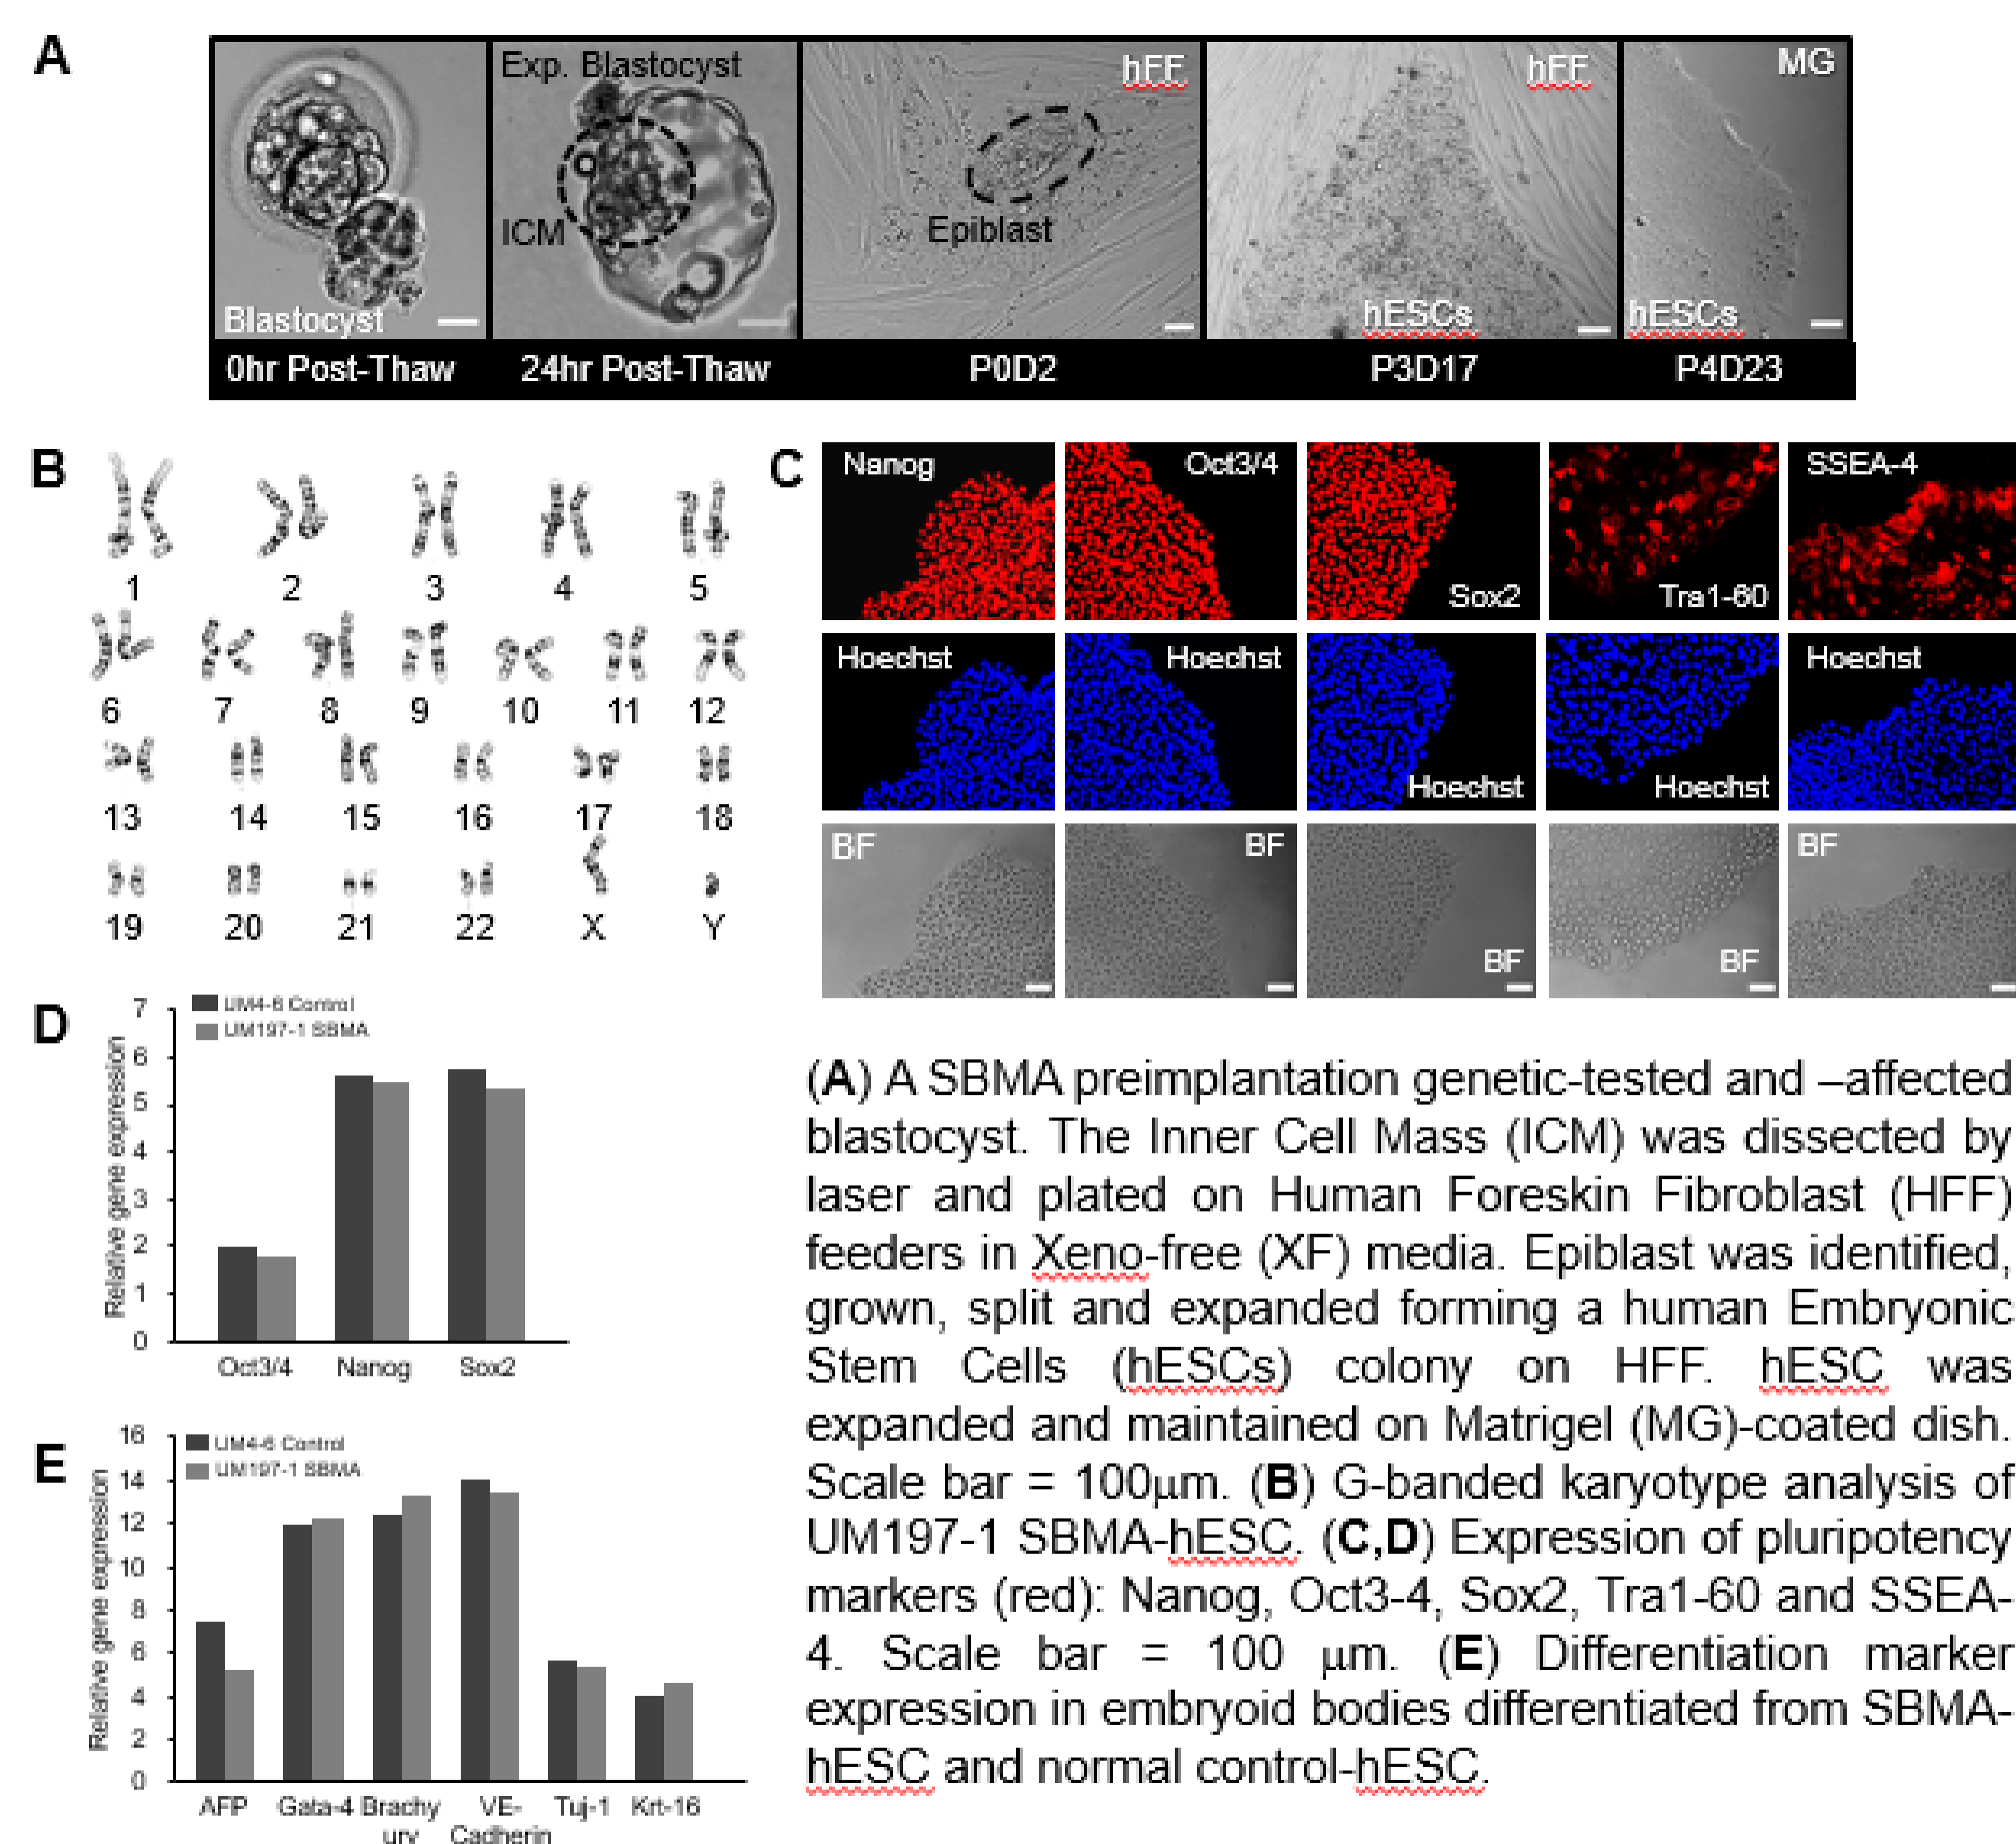 A
Exp. Blastocyst
ICM
Blastocyst
hFF
Epiblast
hFF
hESCs
MG
hESCs
0hr Post-Thaw
24hr Post-Thaw
P0D2
P3D17
P4D23
B
1 2 3 4 5
6 7 8 9 10 11 12
13 14 15 16 17 18
19 20 21 22 X Y
C
Nanog
Oct3/4
Sox2
Tra1-60
SSEA-4
Hoechst
Hoechst
Hoechst
Hoechst
Hoechst
BF
BF
BF
BF
BF
D
UM4-6 Control
UM197-1 SBMA
Relative gene expression
7
6
5
4
3
2
1
0
Oct3/4 Nanog Sox2
E
UM4-6 Control
UM197-1 SBMA
Relative gene expression
16
14
12
10
8
6
4
2
0
AFP Gata-4 Brachy VE- Tuj-1 Krt-16
ury Cadherin
(A) A SBMA preimplantation genetic-tested and –affected
blastocyst. The Inner Cell Mass (ICM) was dissected by
laser and plated on Human Foreskin Fibroblast (HFF)
feeders in Xeno-free (XF) media. Epiblast was identified,
grown, split and expanded forming a human Embryonic
Stem Cells (hESCs) colony on HFF. hESC was
expanded and maintained on Matrigel (MG)-coated dish.
Scale bar = 100µm. (B) G-banded karyotype analysis of
UM197-1 SBMA-hESC. (C,D) Expression of pluripotency
markers (red): Nanog, Oct3-4, Sox2, Tra1-60 and SSEA-
4. Scale bar = 100 µm. (E) Differentiation marker
expression in embryoid bodies differentiated from SBMA-
hESC and normal control-hESC.